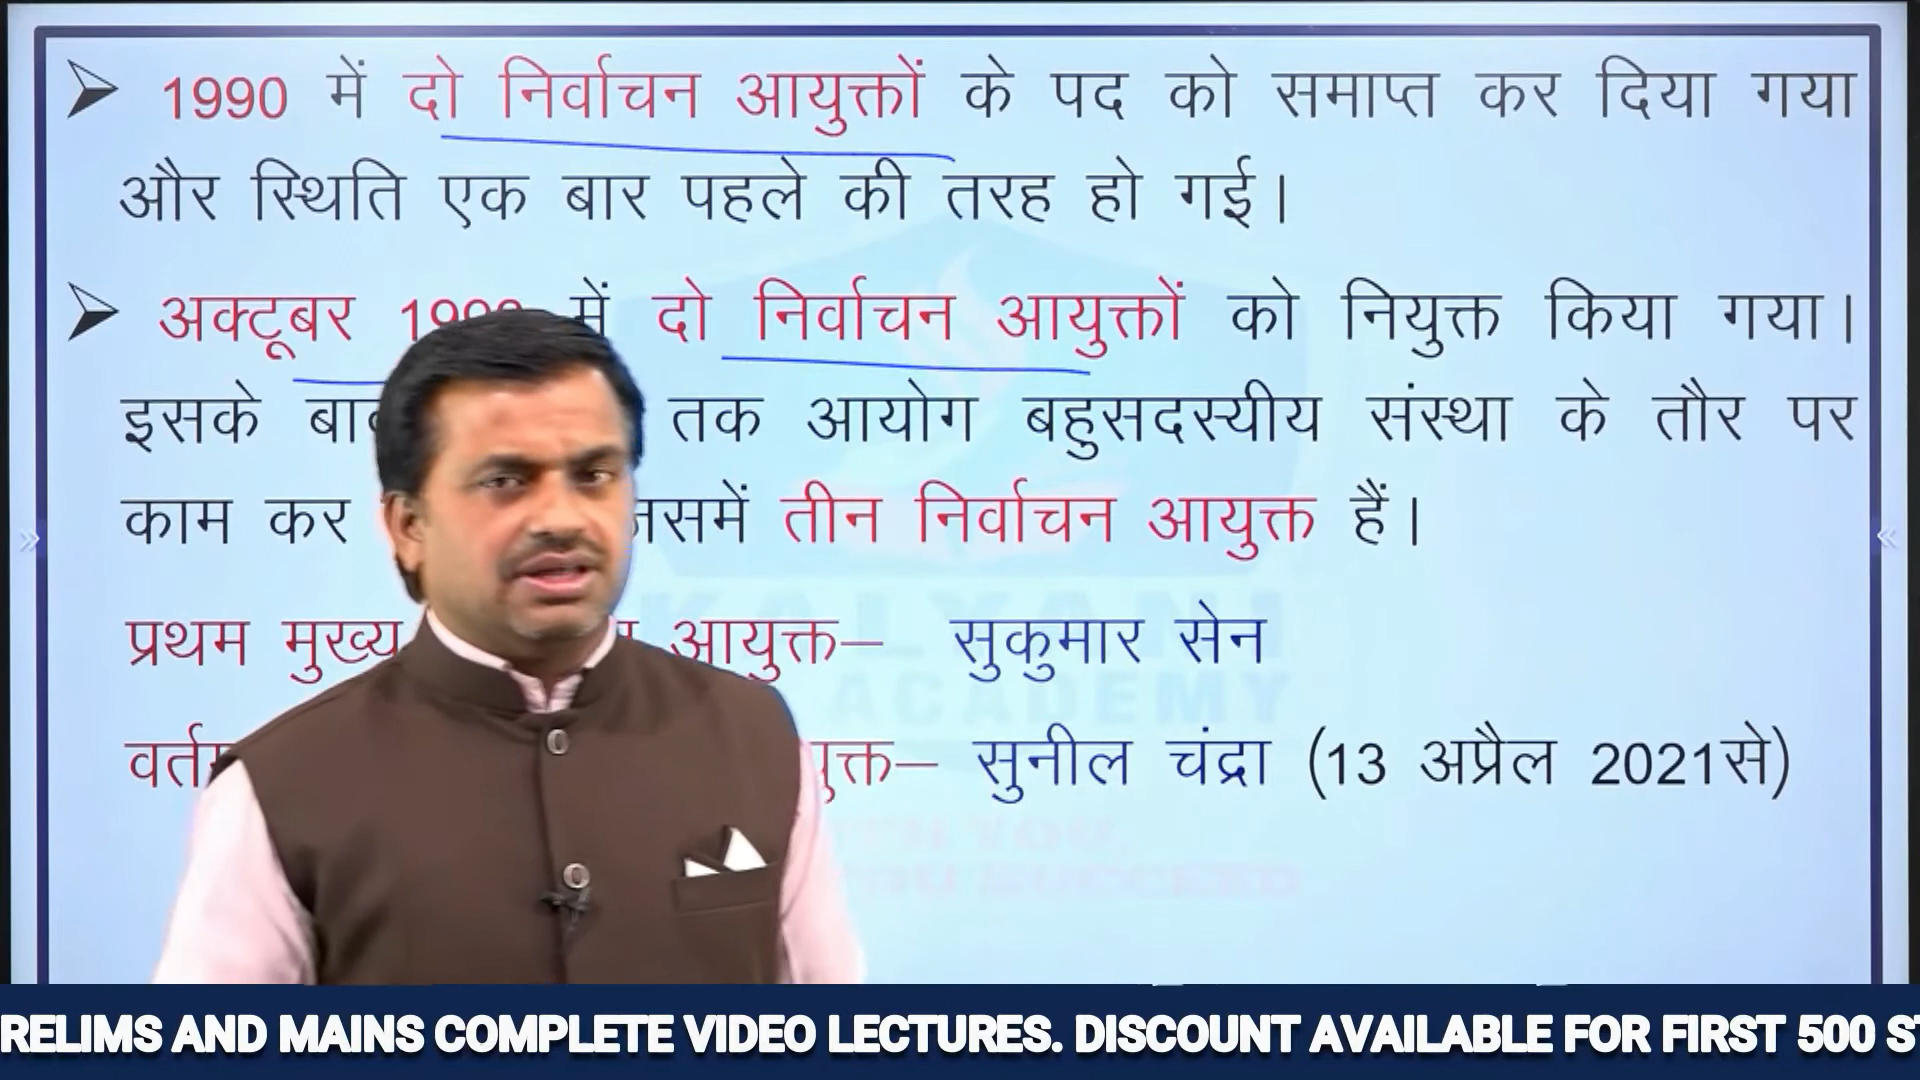 1990 में दो निर्वाचन आयुक्तों के पद को समाप्त कर दिया गया
और स्थिति एक बार पहले की तरह हो गई।
अक्टूबर में दो निर्वाचन आयुक्तों को नियुक्त किया गया।
इसके तक आयोग बहुसदस्यीय संस्था के तौर पर
काम कर तीन निर्वाचन आयुक्त हैं।
प्रथम मुख्य आयुक्त– सुकुमार सेन
सुनील चंद्रा (13 अप्रैल 2021से)
KALYANI
ACADEMY
RELIMS AND MAINS COMPLETE VIDEO LECTURES. DISCOUNT AVAILABLE FOR FIRST 500